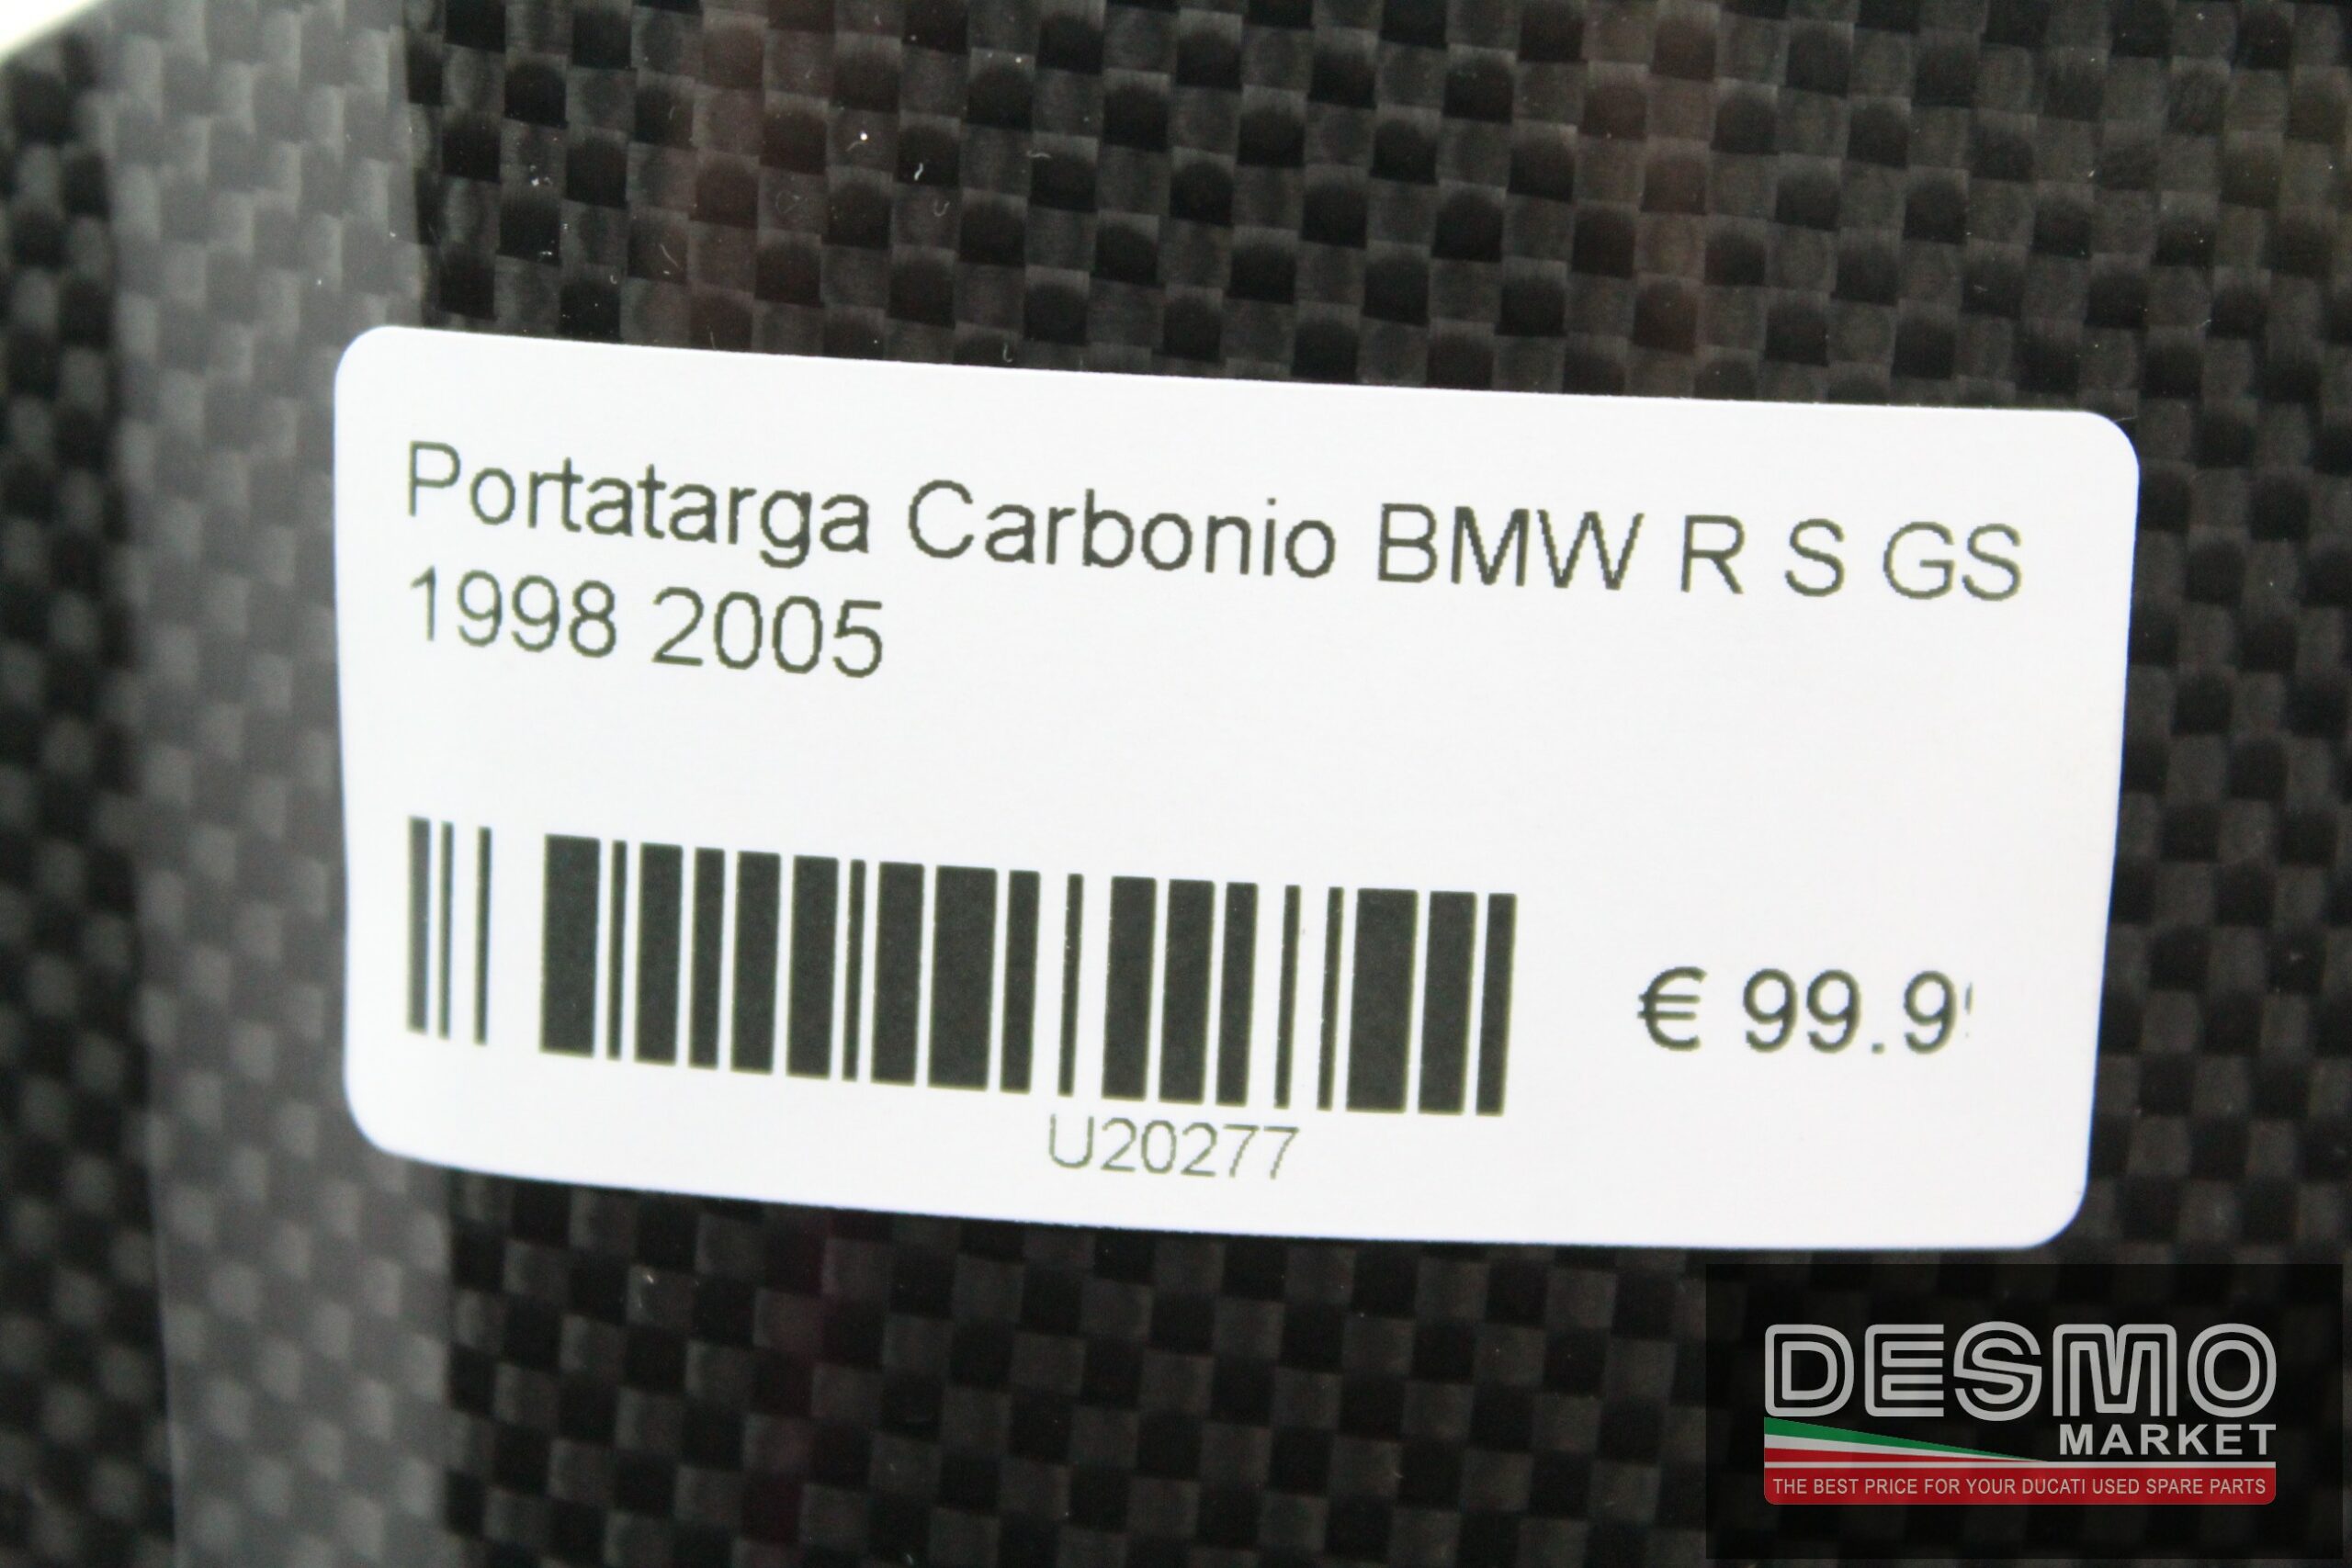 Portatarga Carbonio BMW R S GS
1998 2005
€ 99.9
U20277
DESMO
MARKET
THE BEST PRICE FOR YOUR DUCATI USED SPARE PARTS